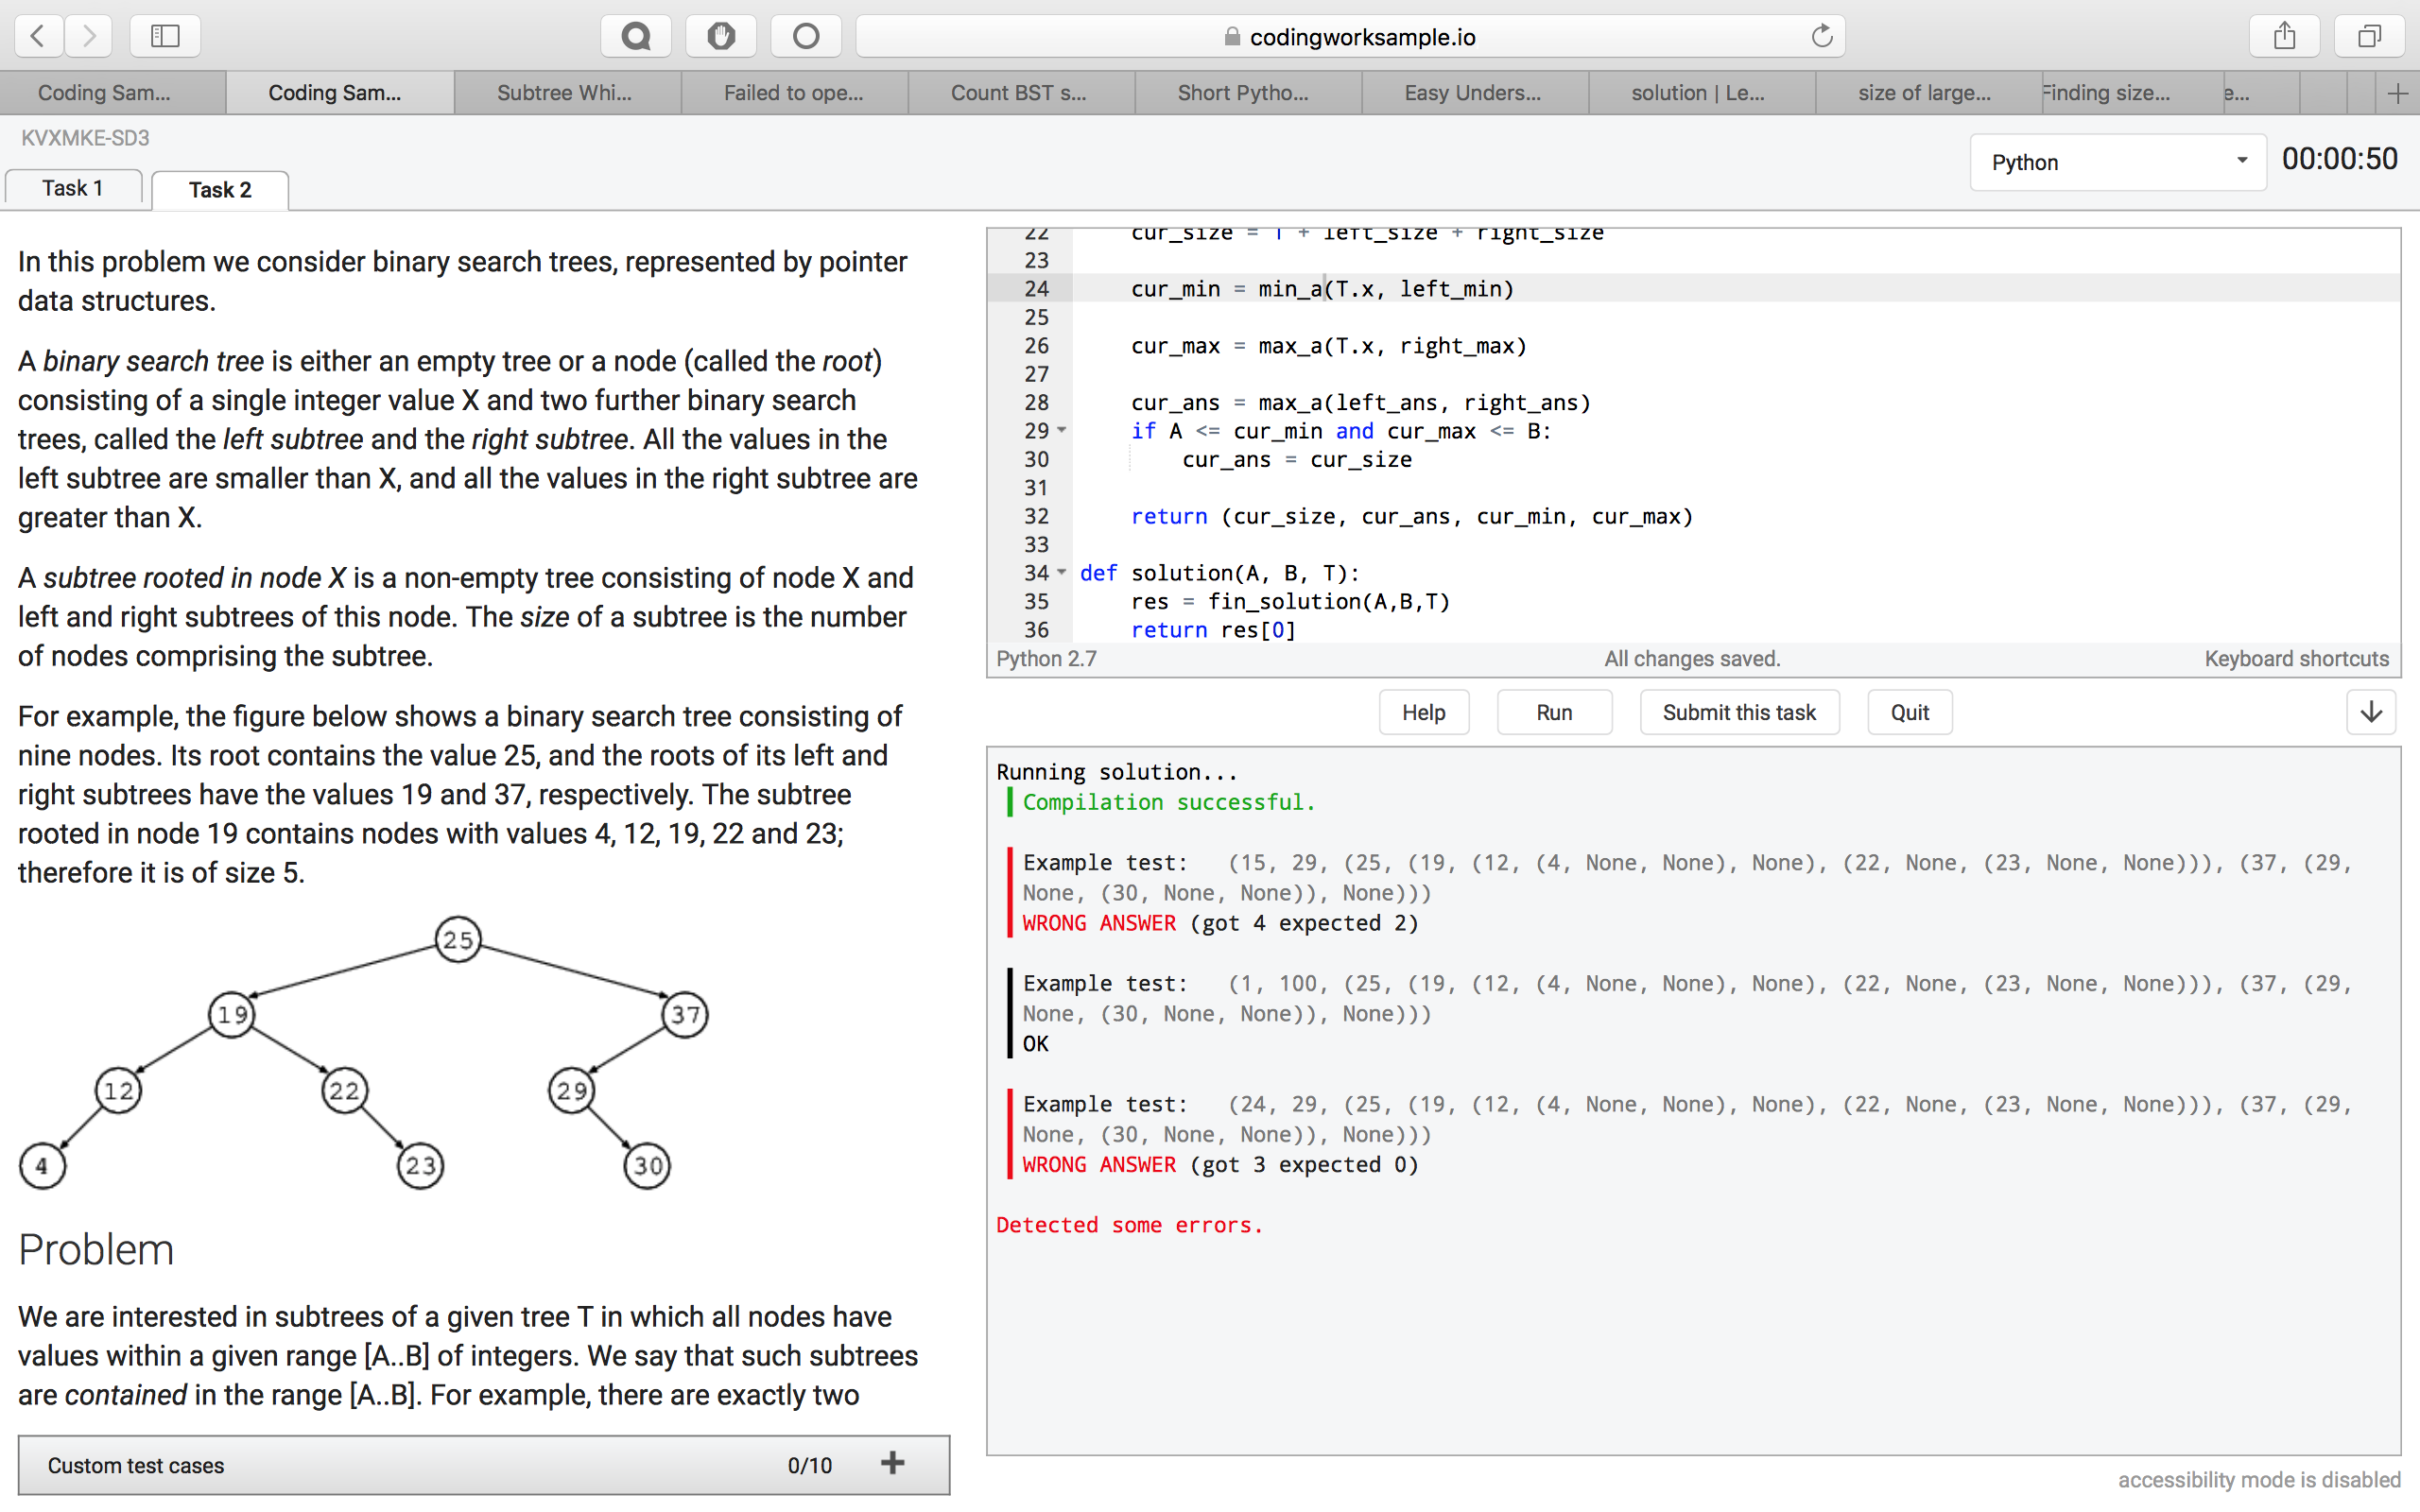 codingworksample.io
Coding Sam...
Coding Sam...
Subtree Whi...
Failed to ope...
Count BST s...
Short Pytho...
Easy Unders...
solution | Le...
size of large...
Finding size...
e...
KVXMKE-SD3
Python
00:00:50
Task 1
Task 2
In this problem we consider binary search trees, represented by pointer
data structures.
A binary search tree is either an empty tree or a node (called the root)
consisting of a single integer value X and two further binary search
trees, called the left subtree and the right subtree. All the values in the
left subtree are smaller than X, and all the values in the right subtree are
greater than X.
A subtree rooted in node X is a non-empty tree consisting of node X and
left and right subtrees of this node. The size of a subtree is the number
of nodes comprising the subtree.
For example, the figure below shows a binary search tree consisting of
nine nodes. Its root contains the value 25, and the roots of its left and
right subtrees have the values 19 and 37, respectively. The subtree
rooted in node 19 contains nodes with values 4, 12, 19, 22 and 23;
therefore it is of size 5.
25
19
37
12
22
29
4
23
30
Problem
We are interested in subtrees of a given tree T in which all nodes have
values within a given range [A..B] of integers. We say that such subtrees
are contained in the range [A..B]. For example, there are exactly two
Custom test cases 0/10 +
22 cur_size = 1 + left_size + right_size
23
24 cur_min = min_a(T.x, left_min)
25
26 cur_max = max_a(T.x, right_max)
27
28 cur_ans = max_a(left_ans, right_ans)
29 if A <= cur_min and cur_max <= B:
30 cur_ans = cur_size
31
32 return (cur_size, cur_ans, cur_min, cur_max)
33
34 def solution(A, B, T):
35 res = fin_solution(A,B,T)
36 return res[0]
Python 2.7
All changes saved.
Keyboard shortcuts
Help
Run
Submit this task
Quit
Running solution...
Compilation successful.
Example test: (15, 29, (25, (19, (12, (4, None, None), None), (22, None, (23, None, None))), (37, (29,
None, (30, None, None)), None)))
WRONG ANSWER (got 4 expected 2)
Example test: (1, 100, (25, (19, (12, (4, None, None), None), (22, None, (23, None, None))), (37, (29,
None, (30, None, None)), None)))
OK
Example test: (24, 29, (25, (19, (12, (4, None, None), None), (22, None, (23, None, None))), (37, (29,
None, (30, None, None)), None)))
WRONG ANSWER (got 3 expected 0)
Detected some errors.
accessibility mode is disabled